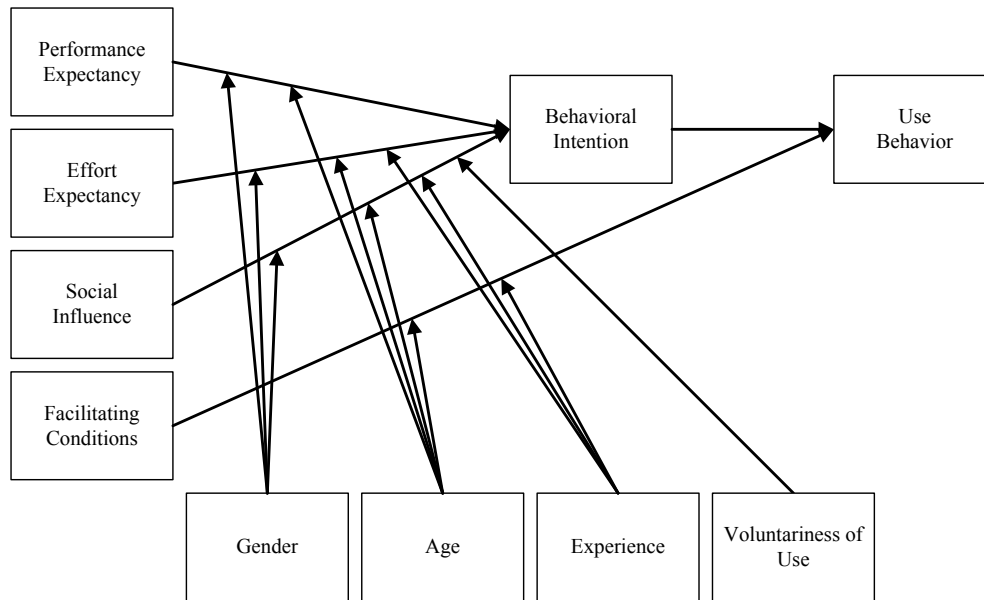 Performance
Expectancy
Effort
Expectancy
Social
Influence
Facilitating
Conditions
Behavioral
Intention
Use
Behavior
Gender
Age
Experience
Voluntariness of
Use